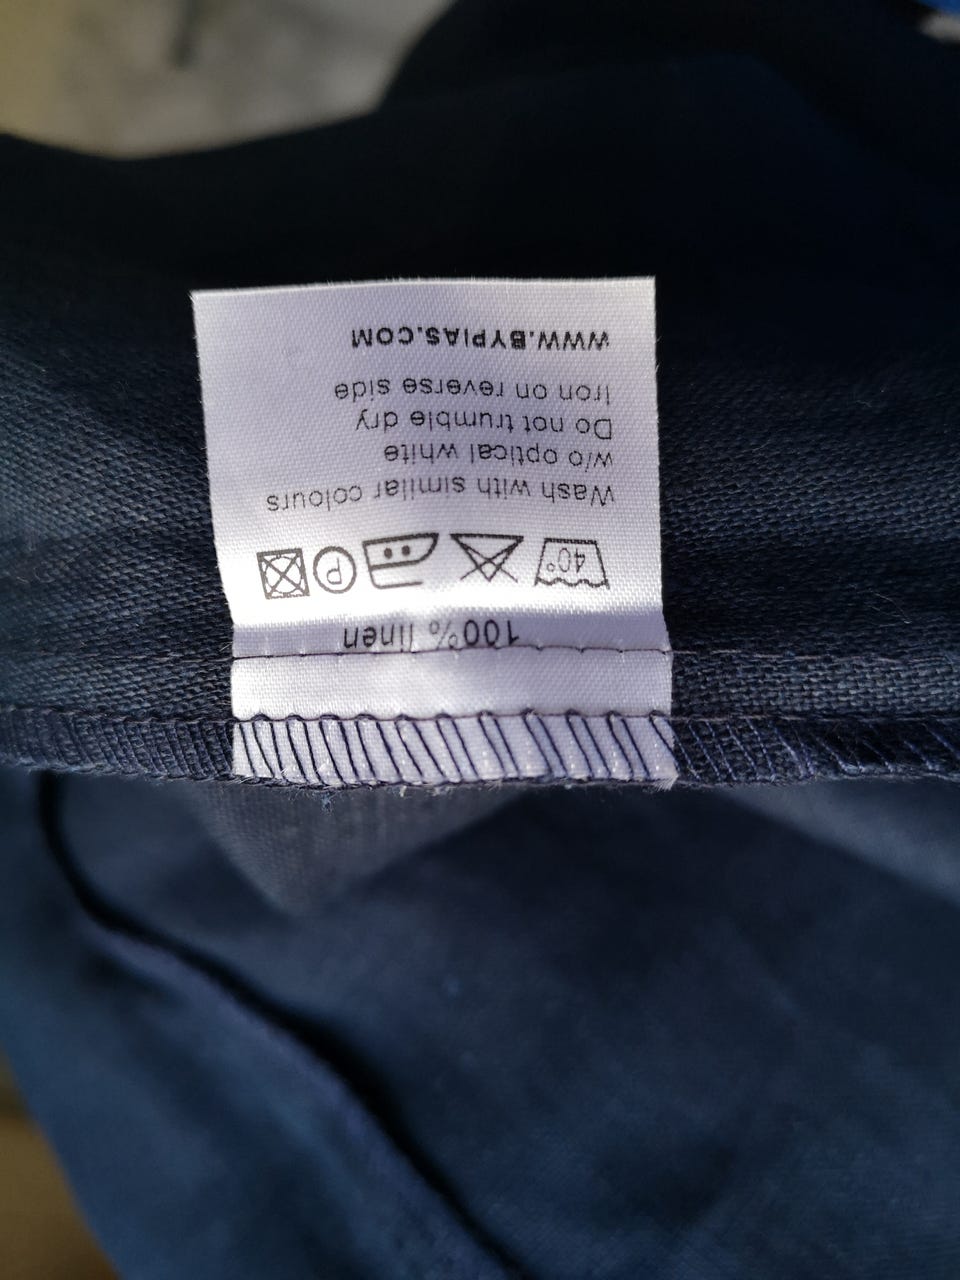 100% linen
40° P
Wash with similar colours
w/o optical white
Do not trumble dry
Iron on reverse side
WWW.BYPIAS.COM